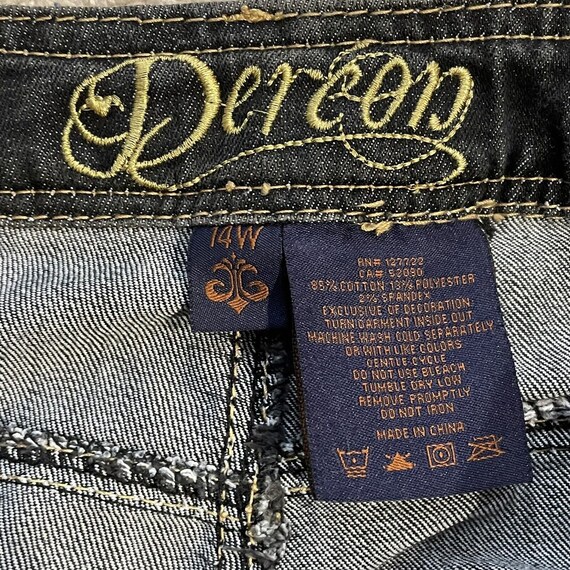 Deréon
14W
RN# 127722
CA# 53090
85% COTTON 13% POLYESTER
2% SPANDEX
EXCLUSIVE OF DECORATION
TURN GARMENT INSIDE OUT
MACHINE WASH COLD SEPARATELY
OR WITH LIKE COLORS
GENTLE CYCLE
DO NOT USE BLEACH
TUMBLE DRY LOW
REMOVE PROMPTLY
DO NOT IRON
MADE IN CHINA